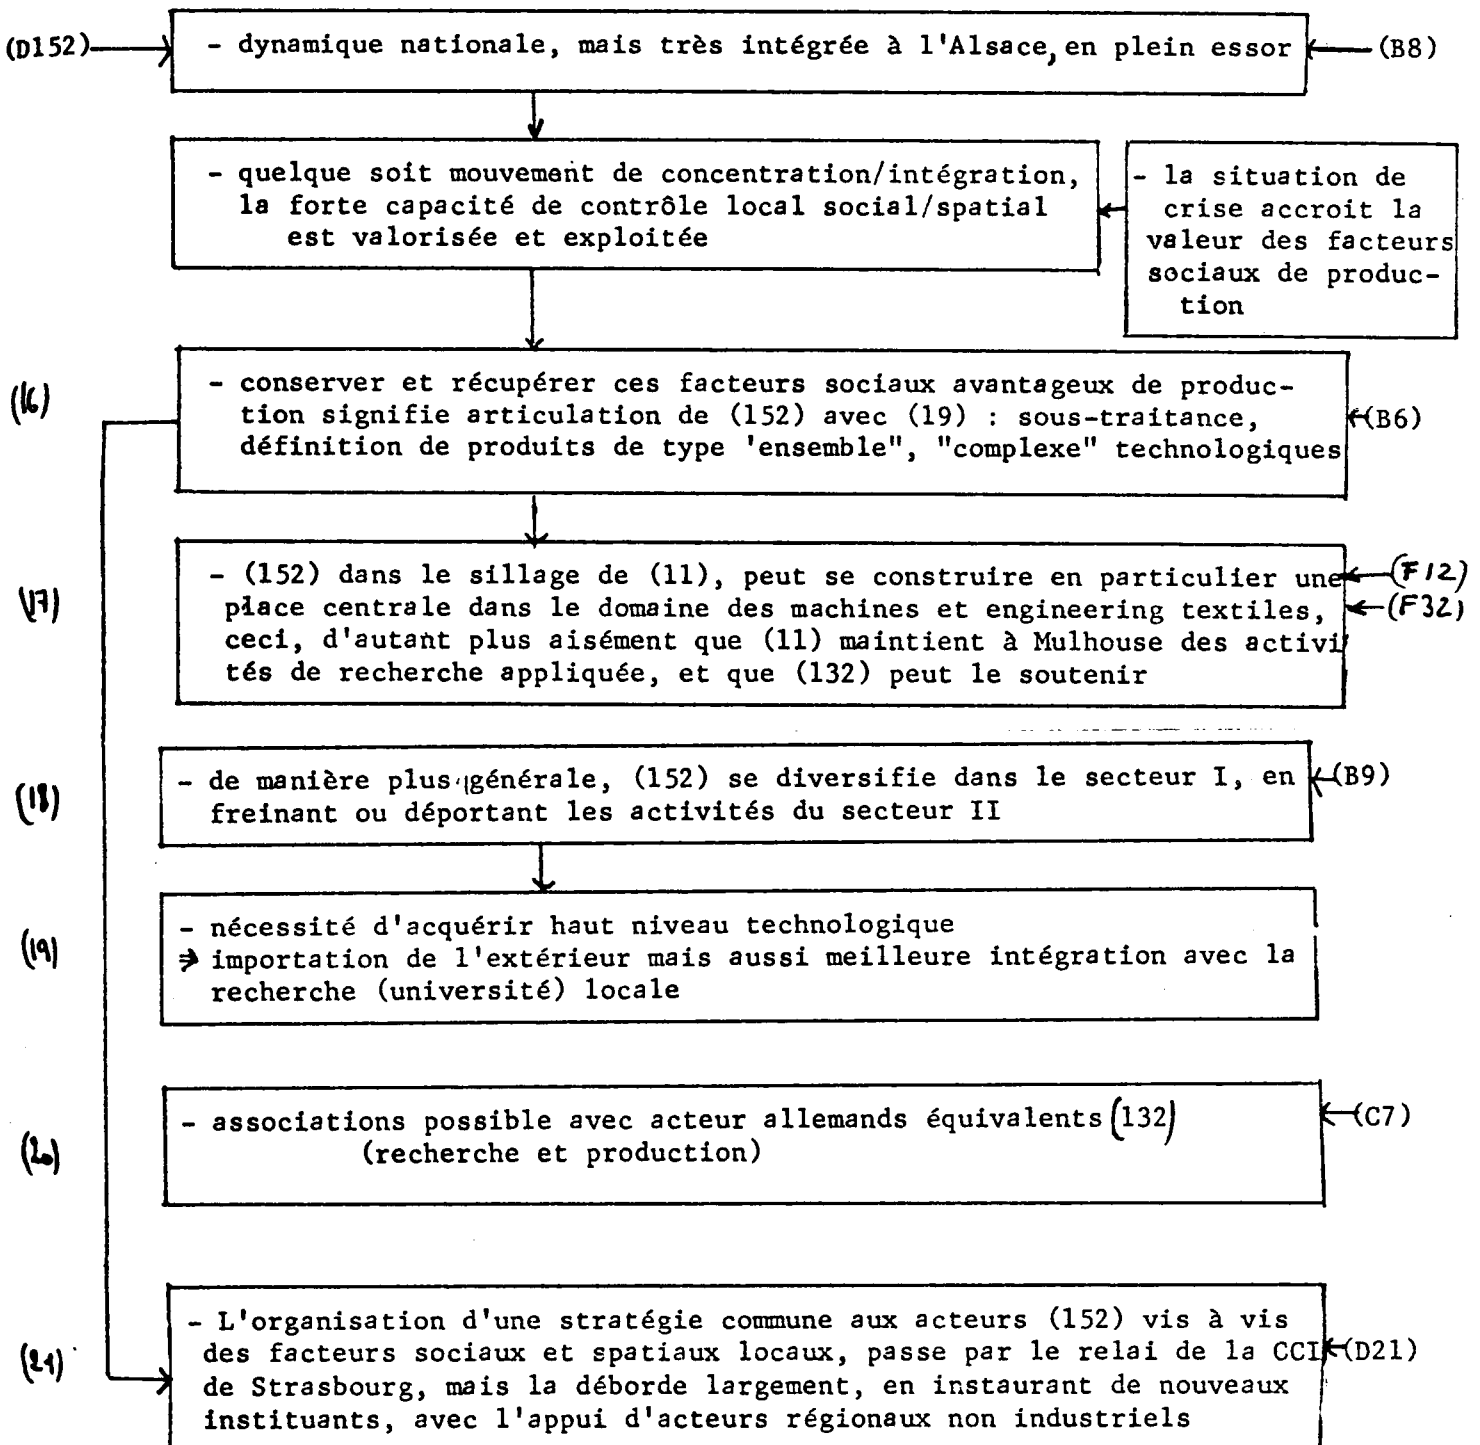 (D152) - dynamique nationale, mais très intégrée à l'Alsace, en plein essor (B8)
- quelque soit mouvement de concentration/intégration,
la forte capacité de contrôle local social/spatial
est valorisée et exploitée
- la situation de
crise accroit la
valeur des facteurs
sociaux de produc-
tion
(16)
- conserver et récupérer ces facteurs sociaux avantageux de produc-
tion signifie articulation de (152) avec (19) : sous-traitance,
définition de produits de type 'ensemble", "complexe" technologiques
(B6)
(17)
- (152) dans le sillage de (11), peut se construire en particulier une
place centrale dans le domaine des machines et engineering textiles,
ceci, d'autant plus aisément que (11) maintient à Mulhouse des activi
tés de recherche appliquée, et que (132) peut le soutenir
(F12)
(F32)
(18)
- de manière plus générale, (152) se diversifie dans le secteur I, en
freinant ou déportant les activités du secteur II
(B9)
(19)
- nécessité d'acquérir haut niveau technologique
⇒ importation de l'extérieur mais aussi meilleure intégration avec la
recherche (université) locale
(20)
- associations possible avec acteur allemands équivalents (132)
(recherche et production)
(C7)
(21)
- L'organisation d'une stratégie commune aux acteurs (152) vis à vis
des facteurs sociaux et spatiaux locaux, passe par le relai de la CCI
de Strasbourg, mais la déborde largement, en instaurant de nouveaux
instituants, avec l'appui d'acteurs régionaux non industriels
(D21)